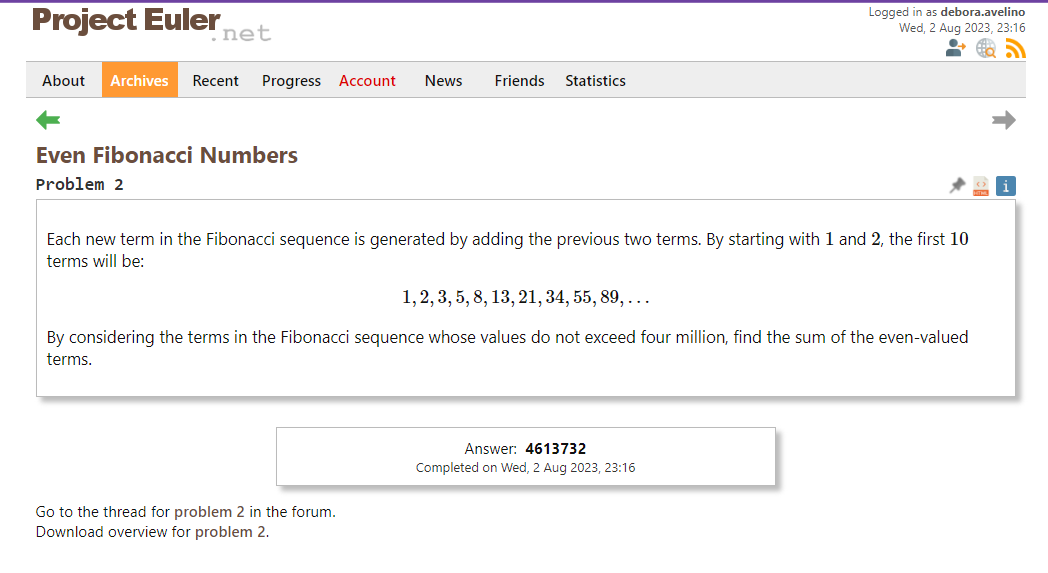 Project Euler.net
Logged in as debora.avelino
Wed, 2 Aug 2023, 23:16
About Archives Recent Progress Account News Friends Statistics
Even Fibonacci Numbers
Problem 2
Each new term in the Fibonacci sequence is generated by adding the previous two terms. By starting with 1 and 2, the first 10
terms will be:
1, 2, 3, 5, 8, 13, 21, 34, 55, 89, . . .
By considering the terms in the Fibonacci sequence whose values do not exceed four million, find the sum of the even-valued
terms.
Answer: 4613732
Completed on Wed, 2 Aug 2023, 23:16
Go to the thread for problem 2 in the forum.
Download overview for problem 2.